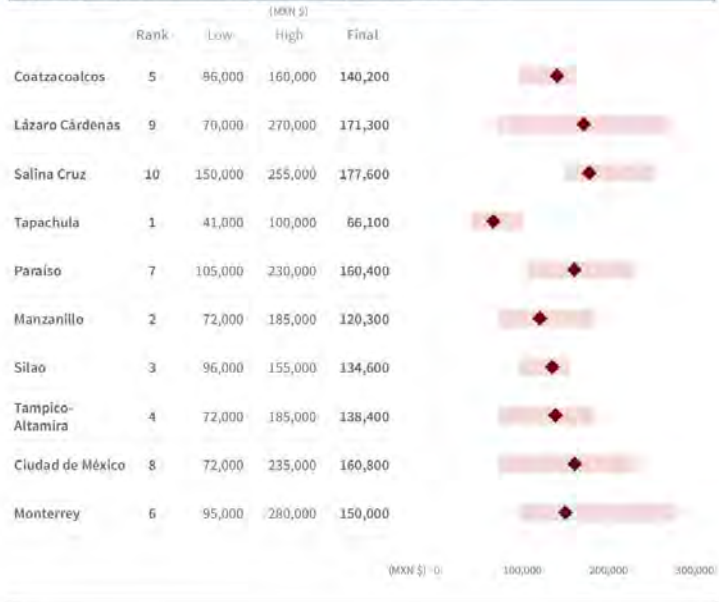 (MXN $)
Rank Low High Final
Coatzacoalcos 5 96,000 160,000 140,200
Lázaro Cárdenas 9 70,000 270,000 171,300
Salina Cruz 10 150,000 255,000 177,600
Tapachula 1 41,000 100,000 66,100
Paraíso 7 105,000 230,000 160,400
Manzanillo 2 72,000 185,000 120,300
Silao 3 96,000 155,000 134,600
Tampico-
Altamira 4 72,000 185,000 138,400
Ciudad de México 8 72,000 235,000 160,800
Monterrey 6 95,000 280,000 150,000
(MXN $) 0 100,000 200,000 300,000